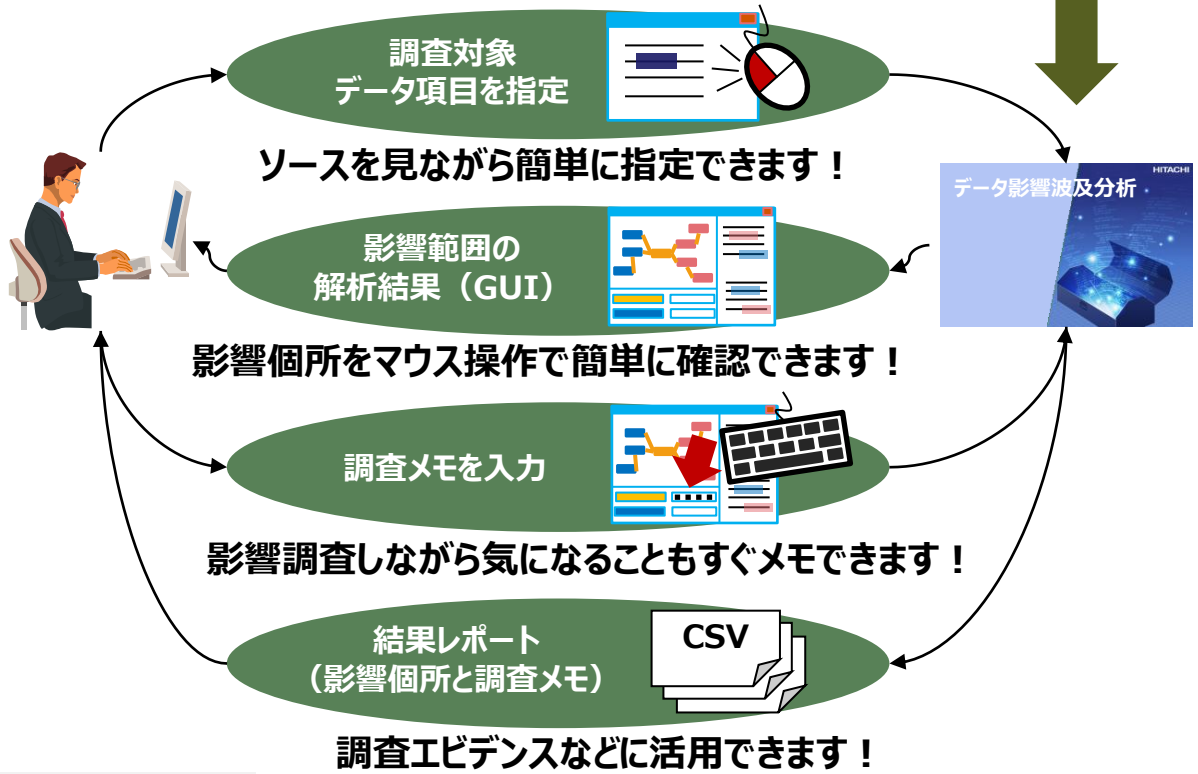 調査対象
データ項目を指定
ソースを見ながら簡単に指定できます！
HITACHI
データ影響波及分析
影響範囲の
解析結果（GUI）
影響個所をマウス操作で簡単に確認できます！
調査メモを入力
影響調査しながら気になることもすぐメモできます！
結果レポート
（影響個所と調査メモ）
CSV
調査エビデンスなどに活用できます！